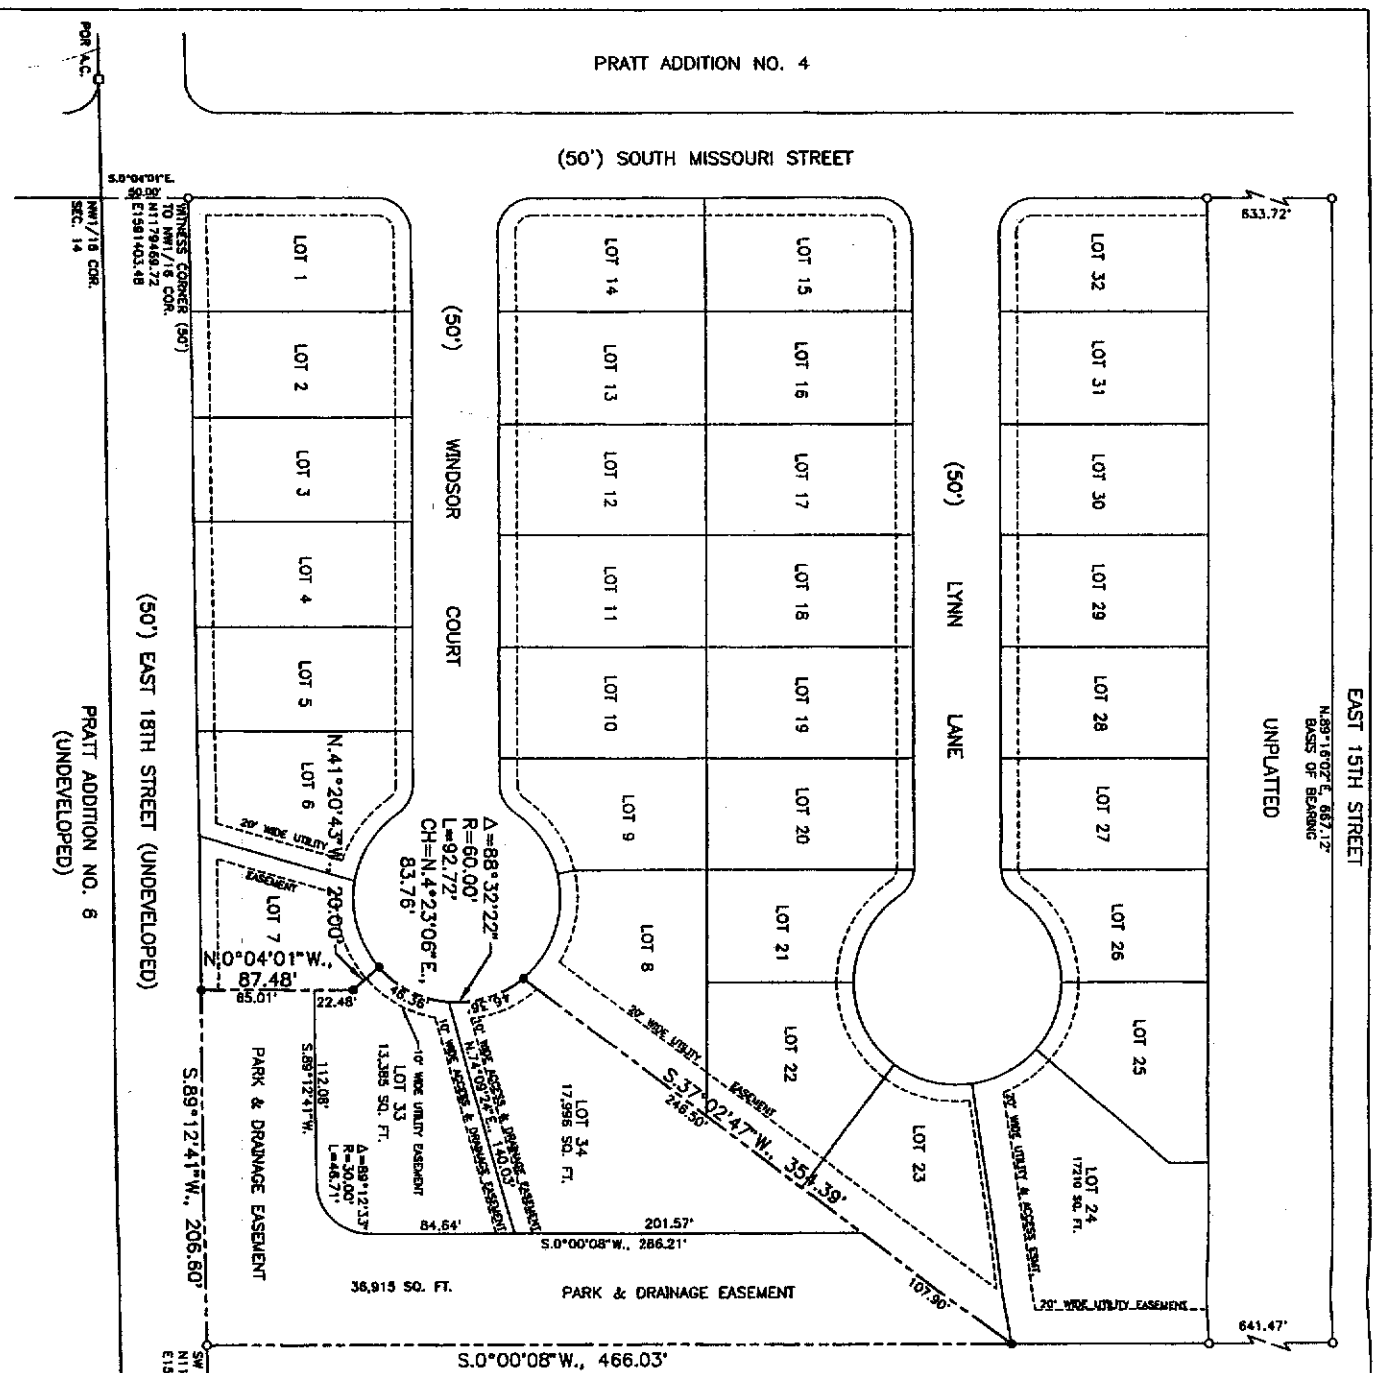 PRATT ADDITION NO. 4
(50') SOUTH MISSOURI STREET
POR A.C.
S.0°04'01"E.
50.00'
NW1/16 COR.
SEC. 14
WITNESS CORNER (50')
TO NW1/16 COR.
N1179469.72
E1591403.48
633.72'
EAST 15TH STREET
N.89°16'02"E, 667.12'
BASIS OF BEARING
UNPLATTED
LOT 1
LOT 2
LOT 3
LOT 4
LOT 5
LOT 6
LOT 7
(50') WINDSOR COURT
LOT 14
LOT 13
LOT 12
LOT 11
LOT 10
LOT 9
LOT 8
LOT 15
LOT 16
LOT 17
LOT 18
LOT 19
LOT 20
LOT 21
LOT 22
LOT 23
(50') LYNN LANE
LOT 32
LOT 31
LOT 30
LOT 29
LOT 28
LOT 27
LOT 26
LOT 25
LOT 24
17210 SQ. FT.
(50') EAST 18TH STREET (UNDEVELOPED)
PRATT ADDITION NO. 6
(UNDEVELOPED)
N.41°20'43"W., 20.00'
20' WIDE UTILITY
EASEMENT
Δ=88°32'22"
R=60.00'
L=92.72'
CH=N.4°23'06"E.,
83.76'
N.0°04'01"W.,
87.48'
65.01'
22.48'
46.36'
46.36'
10' WIDE ACCESS & DRAINAGE EASEMENT
N.74°09'24"E., 140.03'
10' WIDE ACCESS & DRAINAGE EASEMENT
10' WIDE UTILITY EASEMENT
LOT 33
13,385 SQ. FT.
LOT 34
17,996 SQ. FT.
112.08'
S.89°12'41"W.
Δ=89°12'33"
R=30.00'
L=46.71'
84.64'
201.57'
S.0°00'08"W., 286.21'
20' WIDE UTILITY EASEMENT
S.37°02'47"W., 354.39'
246.50'
107.90'
20' WIDE UTILITY & ACCESS ESMT.
20' WIDE UTILITY EASEMENT
641.47'
PARK & DRAINAGE EASEMENT
36,915 SQ. FT.
PARK & DRAINAGE EASEMENT
S.89°12'41"W., 206.60'
S.0°00'08"W., 466.03'
SW
N11
E15